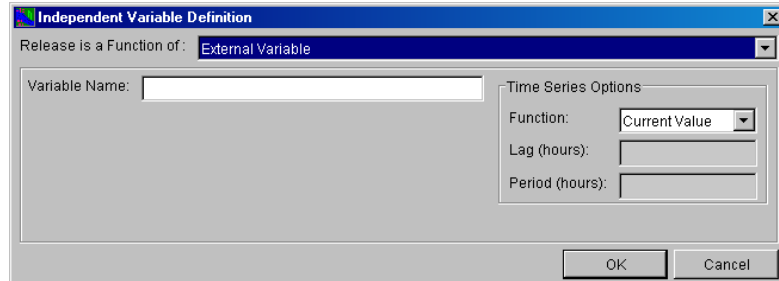 Independent Variable Definition
Release is a Function of: External Variable
Variable Name:
Time Series Options
Function: Current Value
Lag (hours):
Period (hours):
OK Cancel